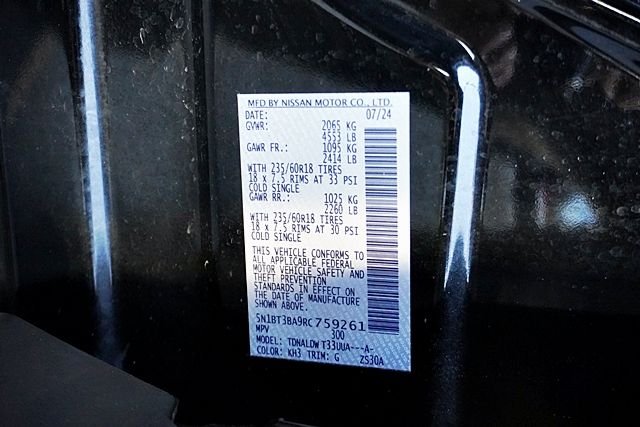 MFD BY NISSAN MOTOR CO., LTD.
DATE: 07/24
GVWR: 2065 KG
4553 LB
GAWR FR.: 1095 KG
2414 LB
WITH 235/60R18 TIRES
18 x 7.5 RIMS AT 33 PSI
COLD SINGLE
GAWR RR.: 1025 KG
2260 LB
WITH 235/60R18 TIRES
18 x 7.5 RIMS AT 30 PSI
COLD SINGLE
THIS VEHICLE CONFORMS TO
ALL APPLICABLE FEDERAL
MOTOR VEHICLE SAFETY AND
THEFT PREVENTION
STANDARDS IN EFFECT ON
THE DATE OF MANUFACTURE
SHOWN ABOVE.
5N1BT3BA9RC759261
MPV 300
MODEL: TDNALDW T33UUA---A-
COLOR: KH3 TRIM: G ZS30A